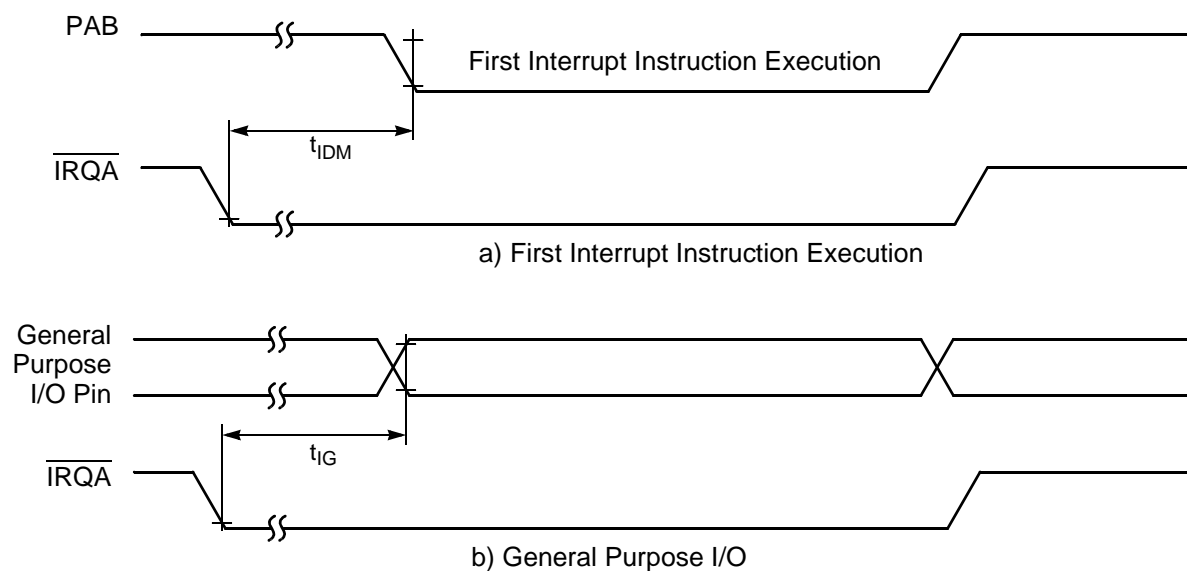 PAB
First Interrupt Instruction Execution
tIDM
IRQA
a) First Interrupt Instruction Execution
General
Purpose
I/O Pin
tIG
IRQA
b) General Purpose I/O